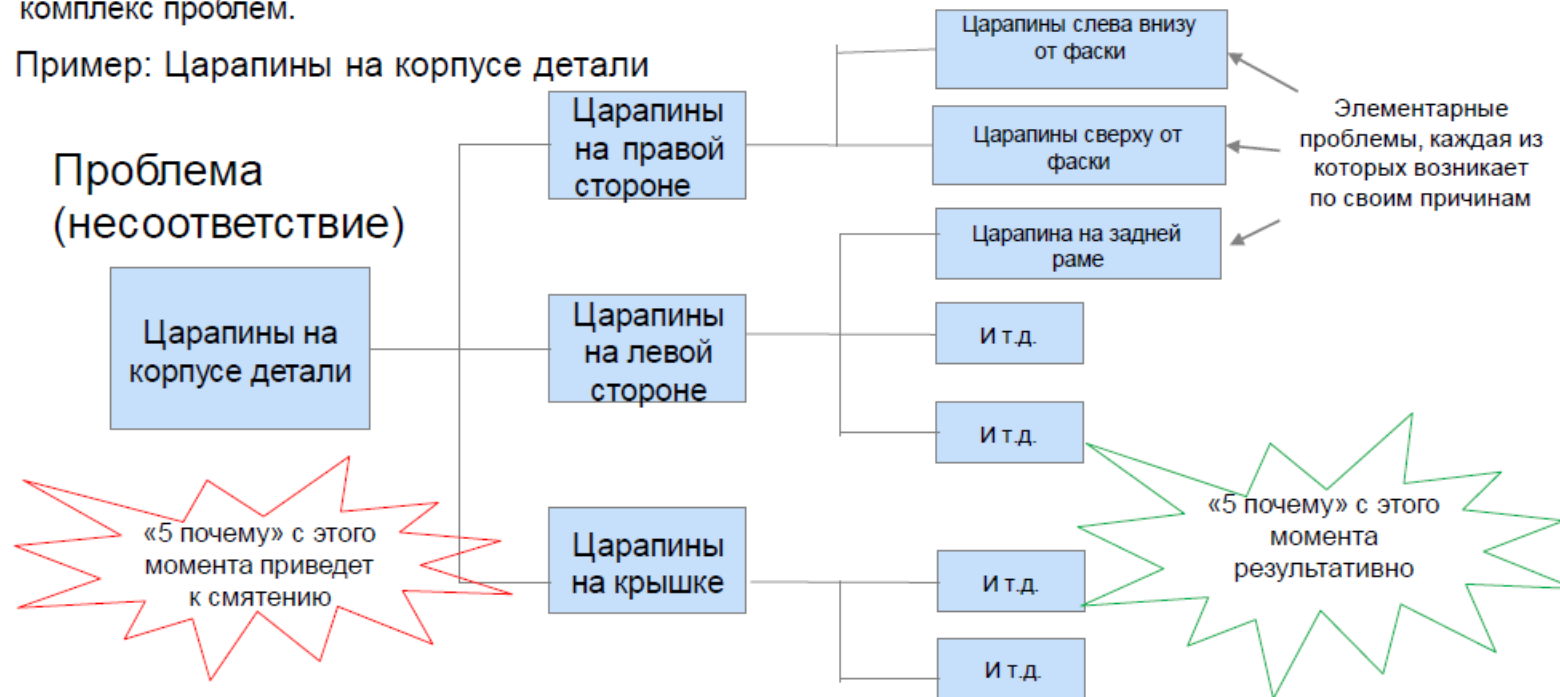 комплекс проблем.
Пример: Царапины на корпусе детали
Проблема
(несоответствие)
Царапины на
корпусе детали
«5 почему» с этого
момента приведет
к смятению
Царапины
на правой
стороне
Царапины
на левой
стороне
Царапины
на крышке
Царапины слева внизу
от фаски
Царапины сверху от
фаски
Царапина на задней
раме
И т.д.
И т.д.
И т.д.
И т.д.
Элементарные
проблемы, каждая из
которых возникает
по своим причинам
«5 почему» с этого
момента
результативно